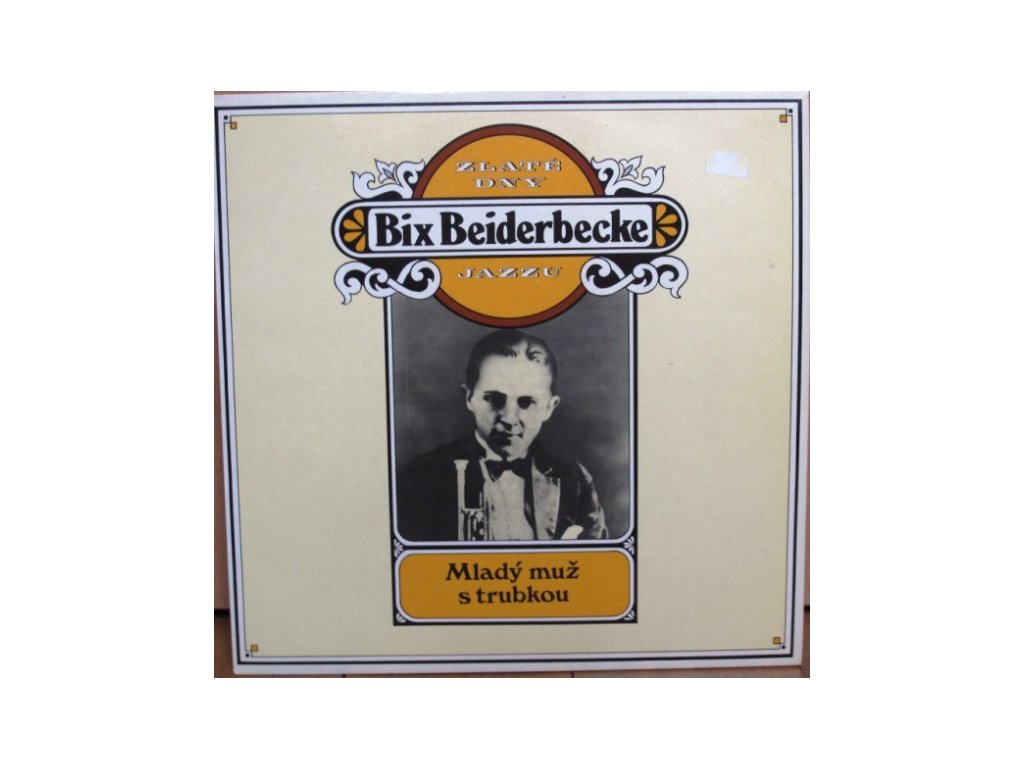 ZLATÉ
DNY
Bix Beiderbecke
JAZZU
Mladý muž
s trubkou